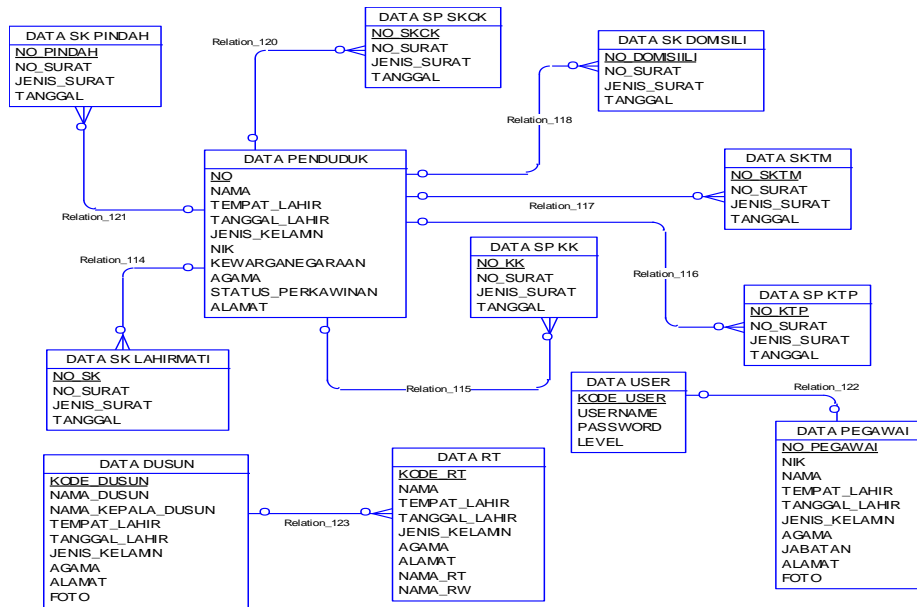 DATA SK PINDAH
NO_PINDAH
NO_SURAT
JENIS_SURAT
TANGGAL
Relation_120
DATA SP SKCK
NO_SKCK
NO_SURAT
JENIS_SURAT
TANGGAL
DATA SK DOMISILI
NO_DOMISIILI
NO_SURAT
JENIS_SURAT
TANGGAL
Relation_118
DATA PENDUDUK
NO
NAMA
TEMPAT_LAHIR
TANGGAL_LAHIR
JENIS_KELAMIN
NIK
KEWARGANEGARAAN
AGAMA
STATUS_PERKAWINAN
ALAMAT
DATA SKTM
NO_SKTM
NO_SURAT
JENIS_SURAT
TANGGAL
Relation_117
Relation_121
Relation_114
DATA SP KK
NO_KK
NO_SURAT
JENIS_SURAT
TANGGAL
Relation_116
DATA SP KTP
NO_KTP
NO_SURAT
JENIS_SURAT
TANGGAL
DATA SK LAHIRMATI
NO_SK
NO_SURAT
JENIS_SURAT
TANGGAL
Relation_115
DATA USER
KODE_USER
USERNAME
PASSWORD
LEVEL
Relation_122
DATA PEGAWAI
NO_PEGAWAI
NIK
NAMA
TEMPAT_LAHIR
TANGGAL_LAHIR
JENIS_KELAMIN
AGAMA
JABATAN
ALAMAT
FOTO
DATA DUSUN
KODE_DUSUN
NAMA_DUSUN
NAMA_KEPALA_DUSUN
TEMPAT_LAHIR
TANGGAL_LAHIR
JENIS_KELAMIN
AGAMA
ALAMAT
FOTO
Relation_123
DATA RT
KODE_RT
NAMA
TEMPAT_LAHIR
TANGGAL_LAHIR
JENIS_KELAMIN
AGAMA
ALAMAT
NAMA_RT
NAMA_RW